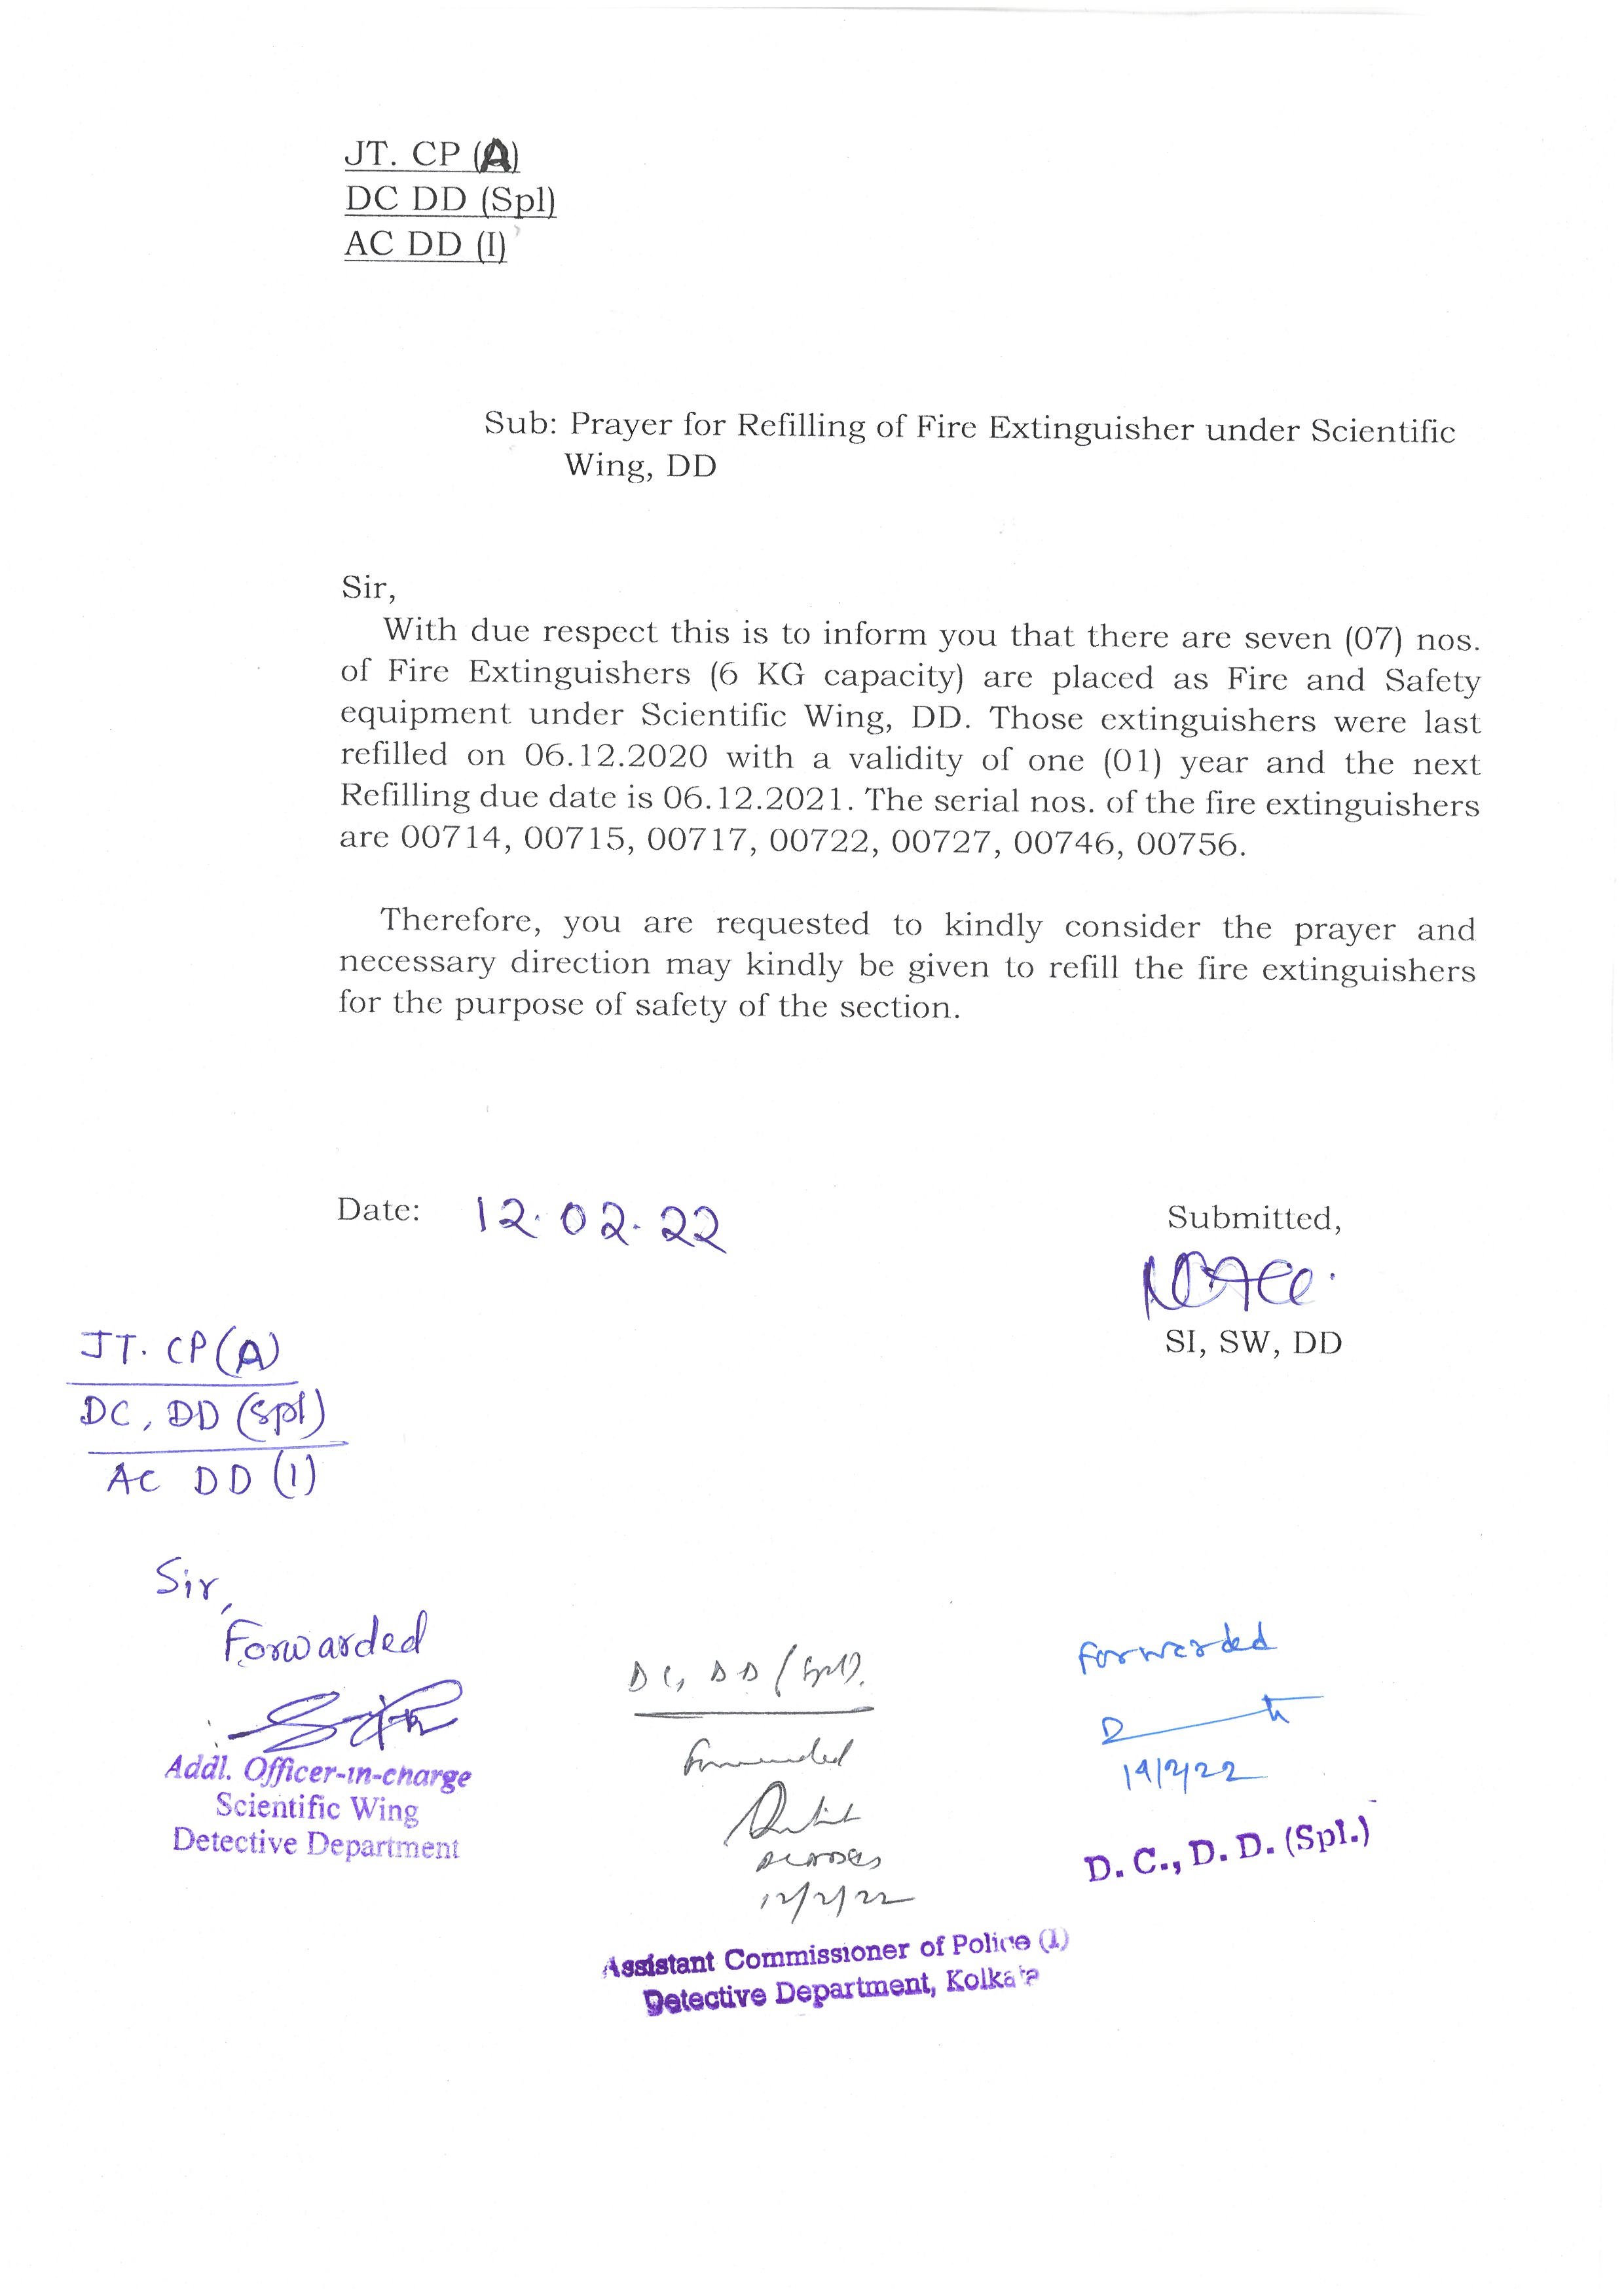 JT. CP (A)
DC DD (Spl)
AC DD (I)
Sub: Prayer for Refilling of Fire Extinguisher under Scientific
Wing, DD
Sir,
With due respect this is to inform you that there are seven (07) nos.
of Fire Extinguishers (6 KG capacity) are placed as Fire and Safety
equipment under Scientific Wing, DD. Those extinguishers were last
refilled on 06.12.2020 with a validity of one (01) year and the next
Refilling due date is 06.12.2021. The serial nos. of the fire extinguishers
are 00714, 00715, 00717, 00722, 00727, 00746, 00756.
Therefore, you are requested to kindly consider the prayer and
necessary direction may kindly be given to refill the fire extinguishers
for the purpose of safety of the section.
Date: 12.02.22
Submitted,
SI, SW, DD
JT. CP (A)
DC, DD (Spl)
AC DD (I)
Sir,
Forwarded
Addl. Officer-in-charge
Scientific Wing
Detective Department
DC, DD (Spl).
Forwarded
12/2/22
Assistant Commissioner of Police (I)
Detective Department, Kolkata
Forwarded
14/2/22
D. C., D. D. (Spl.)